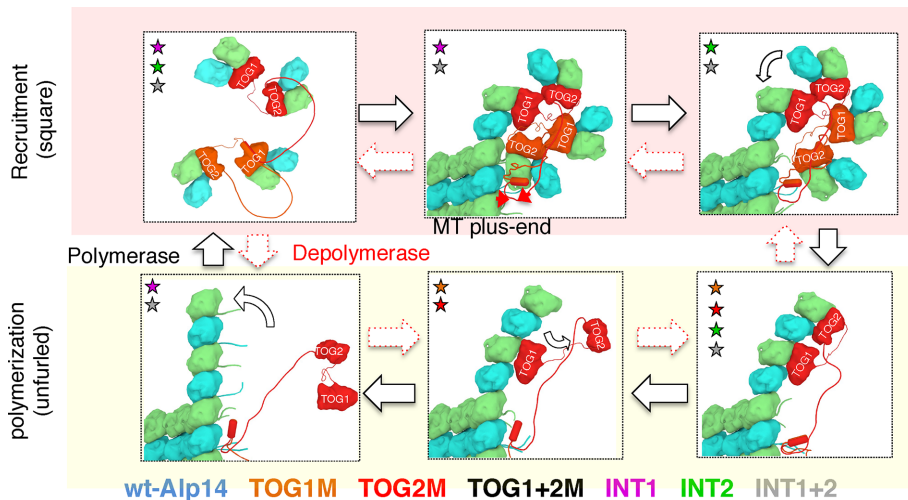 Recruitment
(square)
TOG1
TOG2
TOG2
TOG1
TOG1
TOG2
TOG1
TOG2
TOG2
TOG1
TOG1
TOG2
MT plus-end
Polymerase
Depolymerase
polymerization
(unfurled)
TOG2
TOG1
TOG1
TOG2
TOG1
TOG2
wt-Alp14 TOG1M TOG2M TOG1+2M INT1 INT2 INT1+2